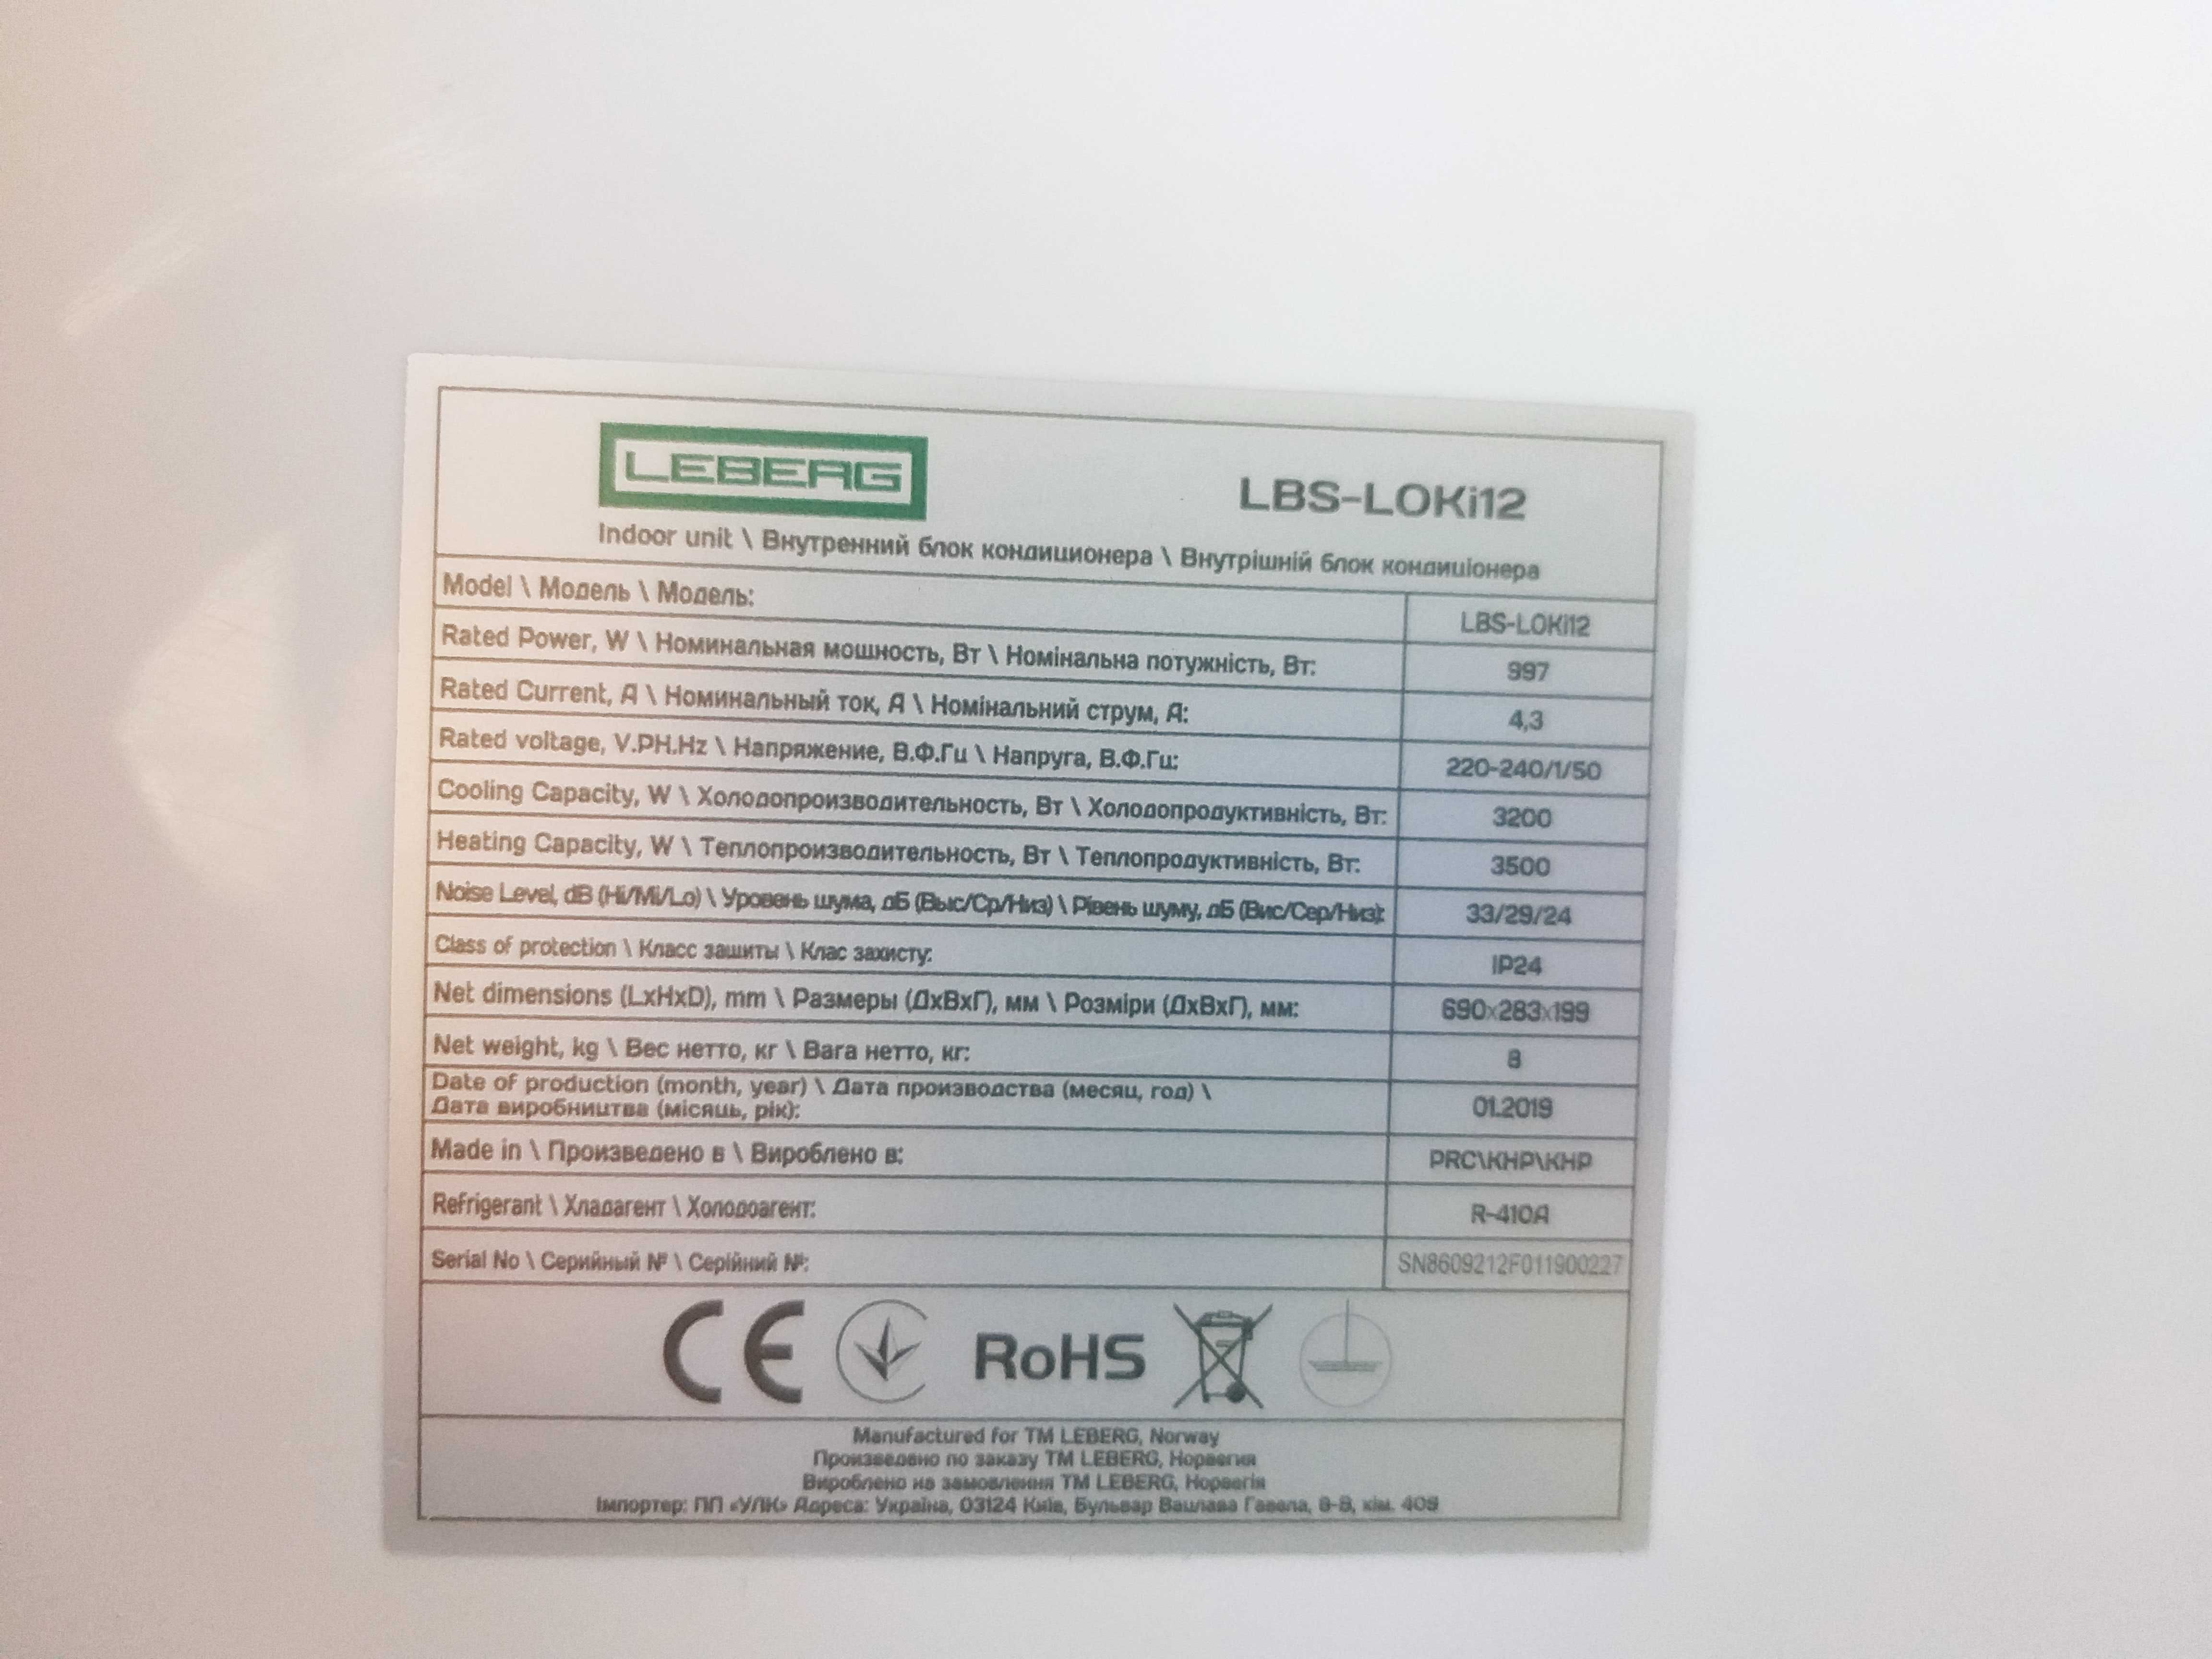 LEBERG
LBS-LOKi12
Indoor unit \ Внутренний блок кондиционера \ Внутрішній блок кондиціонера
Model \ Модель \ Модель: LBS-LOKi12
Rated Power, W \ Номинальная мошность, Вт \ Номінальна потужність, Вт: 997
Rated Current, A \ Номинальный ток, А \ Номінальний струм, А: 4,3
Rated voltage, V.PH.Hz \ Напряжение, В.Ф.Гц \ Напруга, В.Ф.Гц: 220-240/1/50
Cooling Capacity, W \ Холодопроизводительность, Вт \ Холодопродуктивність, Вт: 3200
Heating Capacity, W \ Теплопроизводительность, Вт \ Теплопродуктивність, Вт: 3500
Noise Level, dB (Hi/Mi/Lo) \ Уровень шума, дБ (Выс/Ср/Низ) \ Рівень шуму, дБ (Вис/Сер/Низ): 33/29/24
Class of protection \ Класс зашиты \ Клас захисту: IP24
Net dimensions (LxHxD), mm \ Размеры (ДхВхГ), мм \ Розміри (ДхВхГ), мм: 690x283x199
Net weight, kg \ Вес нетто, кг \ Вага нетто, кг: 8
Date of production (month, year) \ Дата производства (месяц, год) \
Дата виробництва (місяць, рік): 01.2019
Made in \ Произведено в \ Вироблено в: PRC\КНР\КНР
Refrigerant \ Хладагент \ Холодоагент: R-410A
Serial No \ Серийный № \ Серійний №: SN8609212F011900227
CE RoHS
Manufactured for TM LEBERG, Norway
Произведено по заказу ТМ LEBERG, Норвегия
Вироблено на замовлення ТМ LEBERG, Норвегія
Імпортер: ПП «УЛК» Адреса: Україна, 03124 Київ, Бульвар Вацлава Гавела, 8-В, кім. 409